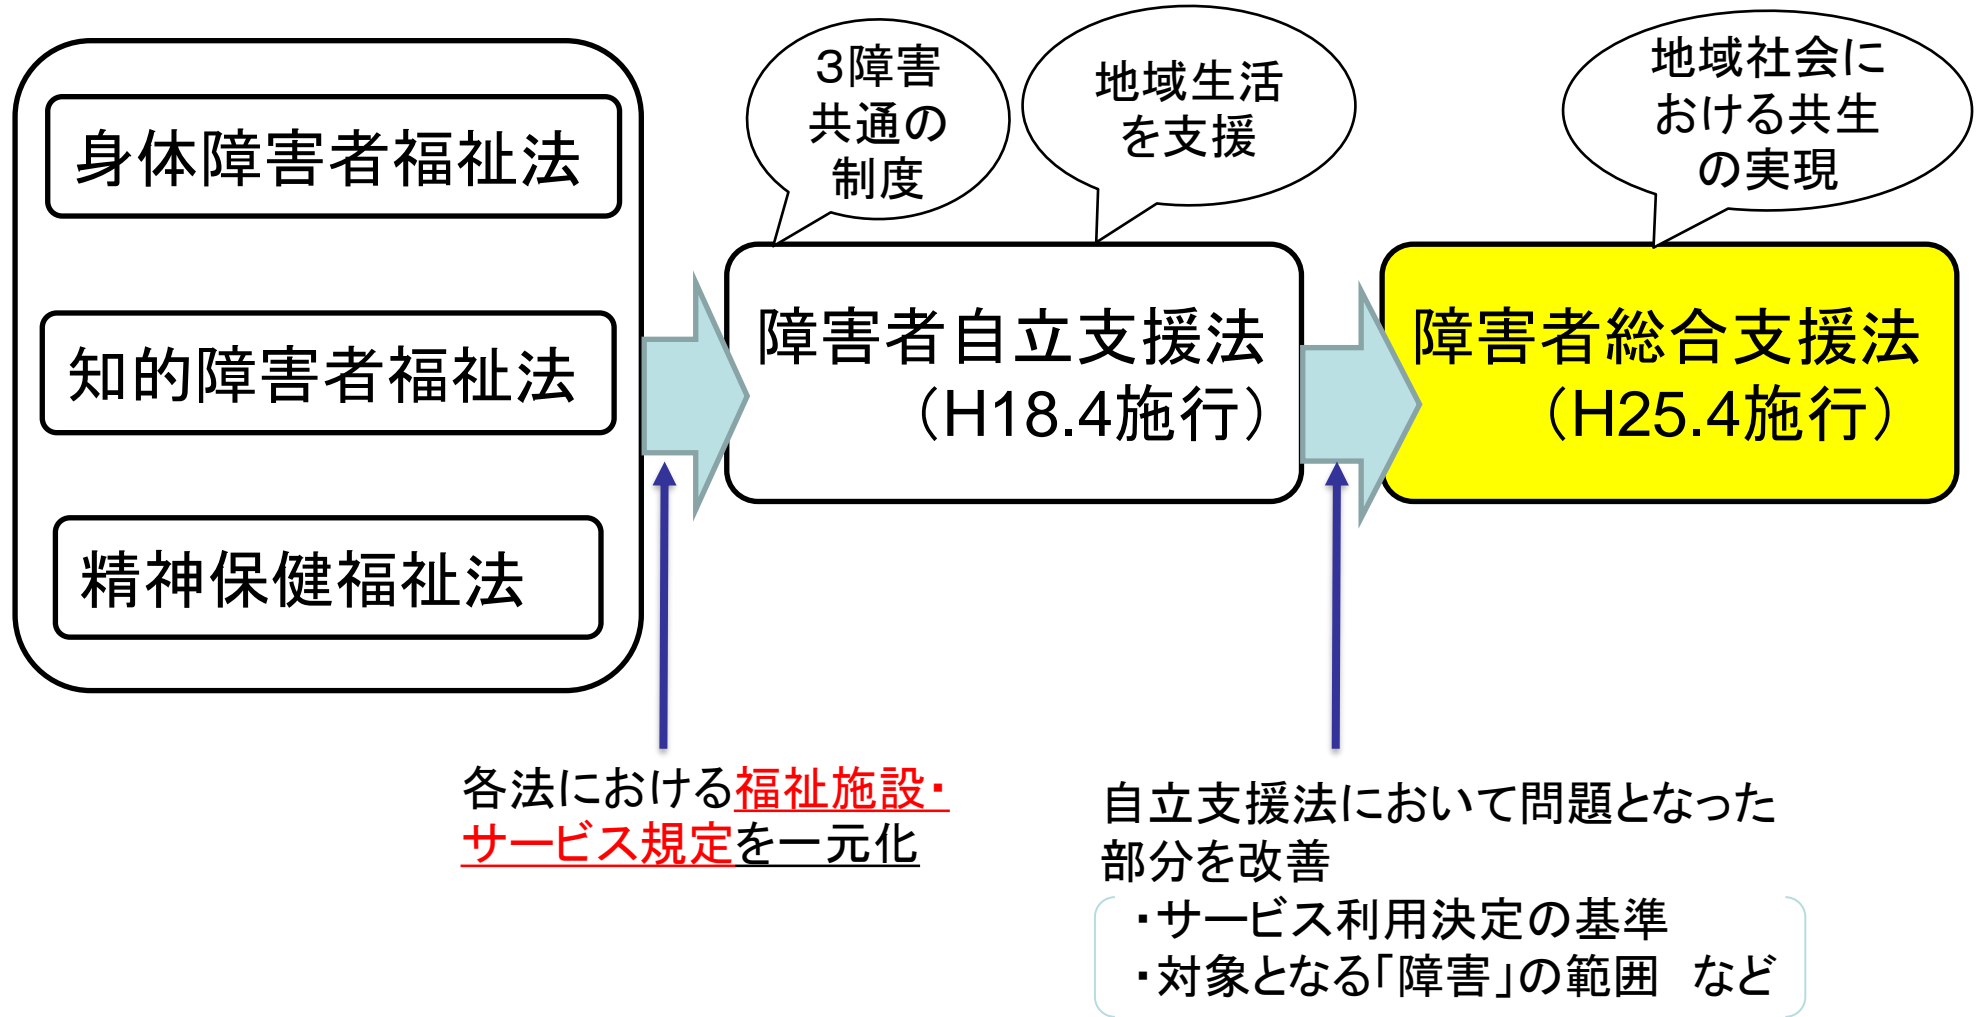 身体障害者福祉法
知的障害者福祉法
精神保健福祉法
3障害
共通の
制度
地域生活
を支援
障害者自立支援法
（H18.4施行）
地域社会に
おける共生
の実現
障害者総合支援法
（H25.4施行）
各法における福祉施設・
サービス規定を一元化
自立支援法において問題となった
部分を改善
・サービス利用決定の基準
・対象となる「障害」の範囲　など